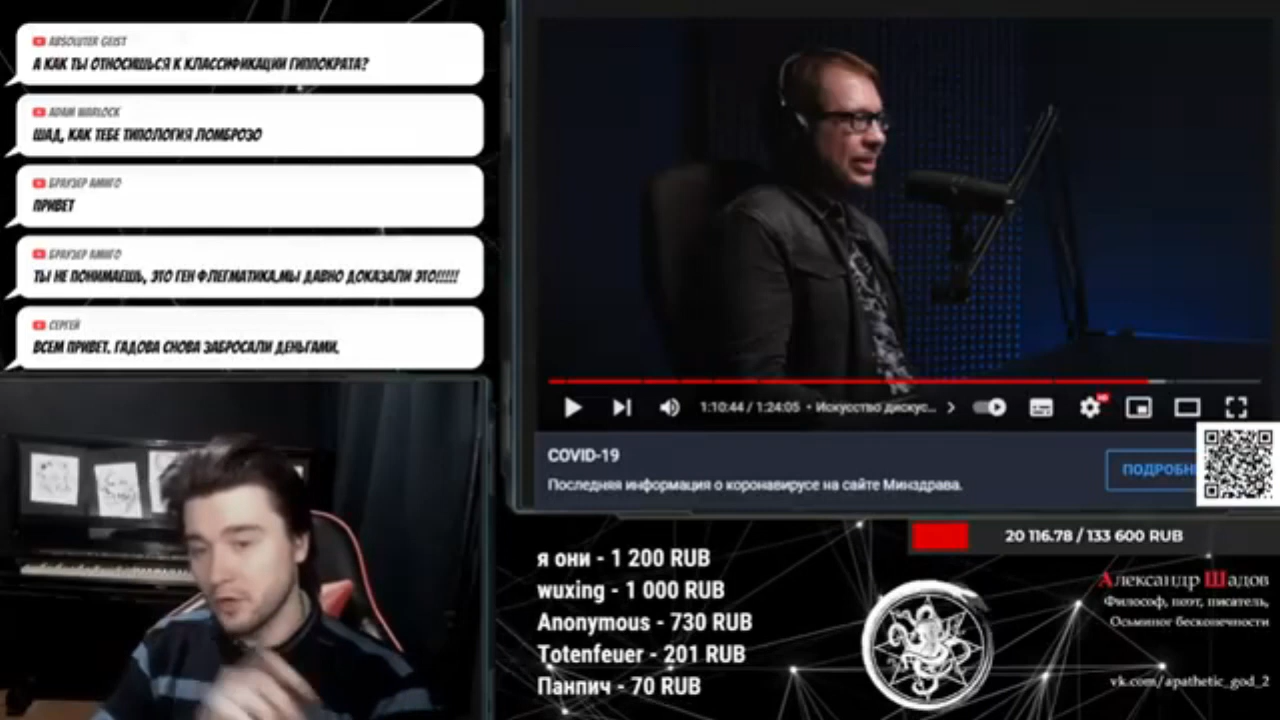 ABSOLUTER GEIST
А КАК ТЫ ОТНОСИШЬСЯ К КЛАССИФИКАЦИИ ГИППОКРАТА?
ADAM WARLOCK
ШАД, КАК ТЕБЕ ТИПОЛОГИЯ ЛОМБРОЗО
БРАУЗЕР АМИГО
ПРИВЕТ
БРАУЗЕР АМИГО
ТЫ НЕ ПОНИМАЕШЬ, ЭТО ГЕН ФЛЕГМАТИКА,МЫ ДАВНО ДОКАЗАЛИ ЭТО!!!!!
СЕРГЕЙ
ВСЕМ ПРИВЕТ. ГАДОВА СНОВА ЗАБРОСАЛИ ДЕНЬГАМИ.
1:10:44 / 1:24:05 • Искусство дискус...
HD
COVID-19
Последняя информация о коронавирусе на сайте Минздрава.
ПОДРОБН
20 116.78 / 133 600 RUB
я они - 1 200 RUB
wuxing - 1 000 RUB
Anonymous - 730 RUB
Totenfeuer - 201 RUB
Панпич - 70 RUB
Александр Шадов
Философ, поэт, писатель,
Осьминог бесконечности
vk.com/apathetic_god_2